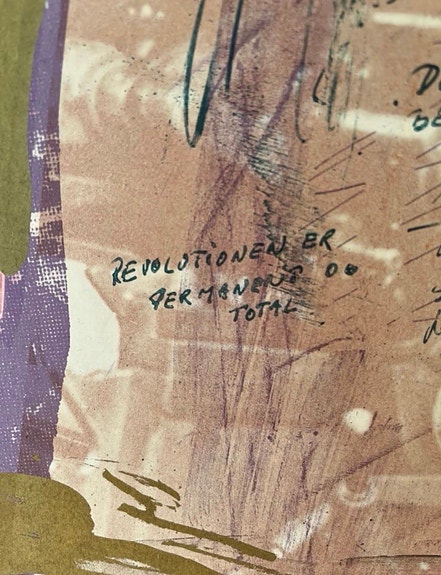 REVOLUTIONEN ER
PERMANENT OG
TOTAL